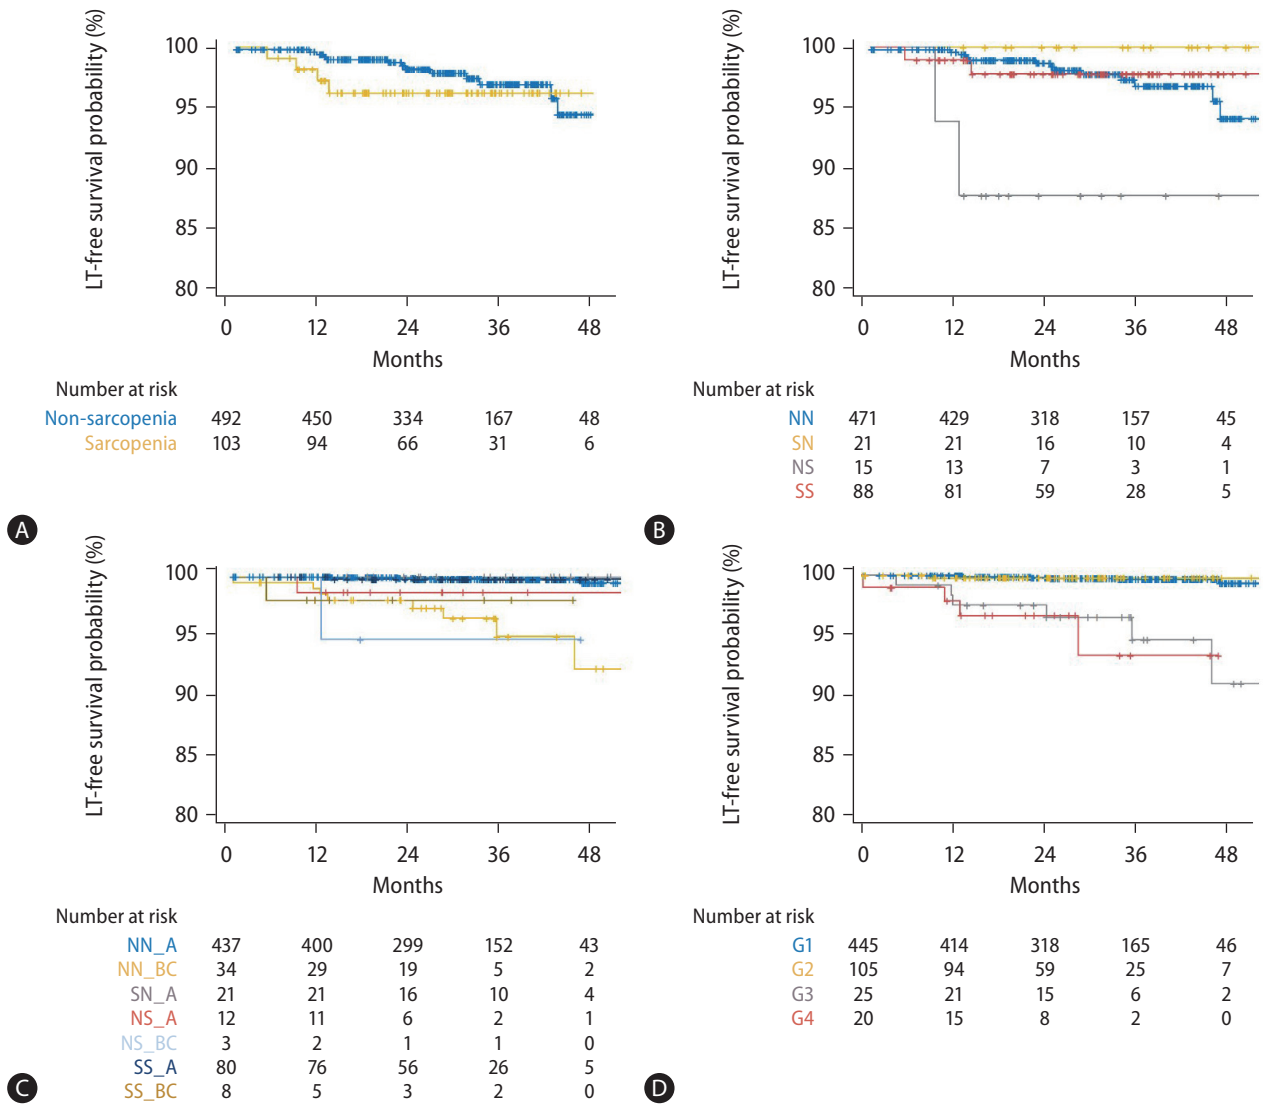 LT-free survival probability (%)
100
95
90
85
80
0 12 24 36 48
Months
Number at risk
Non-sarcopenia 492 450 334 167 48
Sarcopenia 103 94 66 31 6
A
LT-free survival probability (%)
100
95
90
85
80
0 12 24 36 48
Months
Number at risk
NN 471 429 318 157 45
SN 21 21 16 10 4
NS 15 13 7 3 1
SS 88 81 59 28 5
B
LT-free survival probability (%)
100
95
90
85
80
0 12 24 36 48
Months
Number at risk
NN_A 437 400 299 152 43
NN_BC 34 29 19 5 2
SN_A 21 21 16 10 4
NS_A 12 11 6 2 1
NS_BC 3 2 1 1 0
SS_A 80 76 56 26 5
SS_BC 8 5 3 2 0
C
LT-free survival probability (%)
100
95
90
85
80
0 12 24 36 48
Months
Number at risk
G1 445 414 318 165 46
G2 105 94 59 25 7
G3 25 21 15 6 2
G4 20 15 8 2 0
D